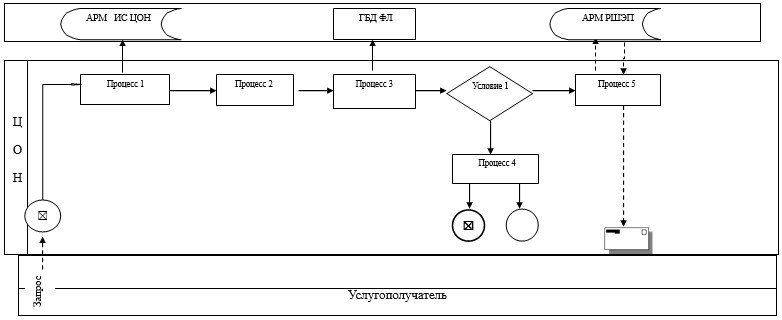 АРМ ИС ЦОН
ГБД ФЛ
АРМ РШЭП
Процесс 1
Процесс 2
Процесс 3
Условие 1
Процесс 5
Ц
О
Н
Процесс 4
Запрос
Услугополучатель